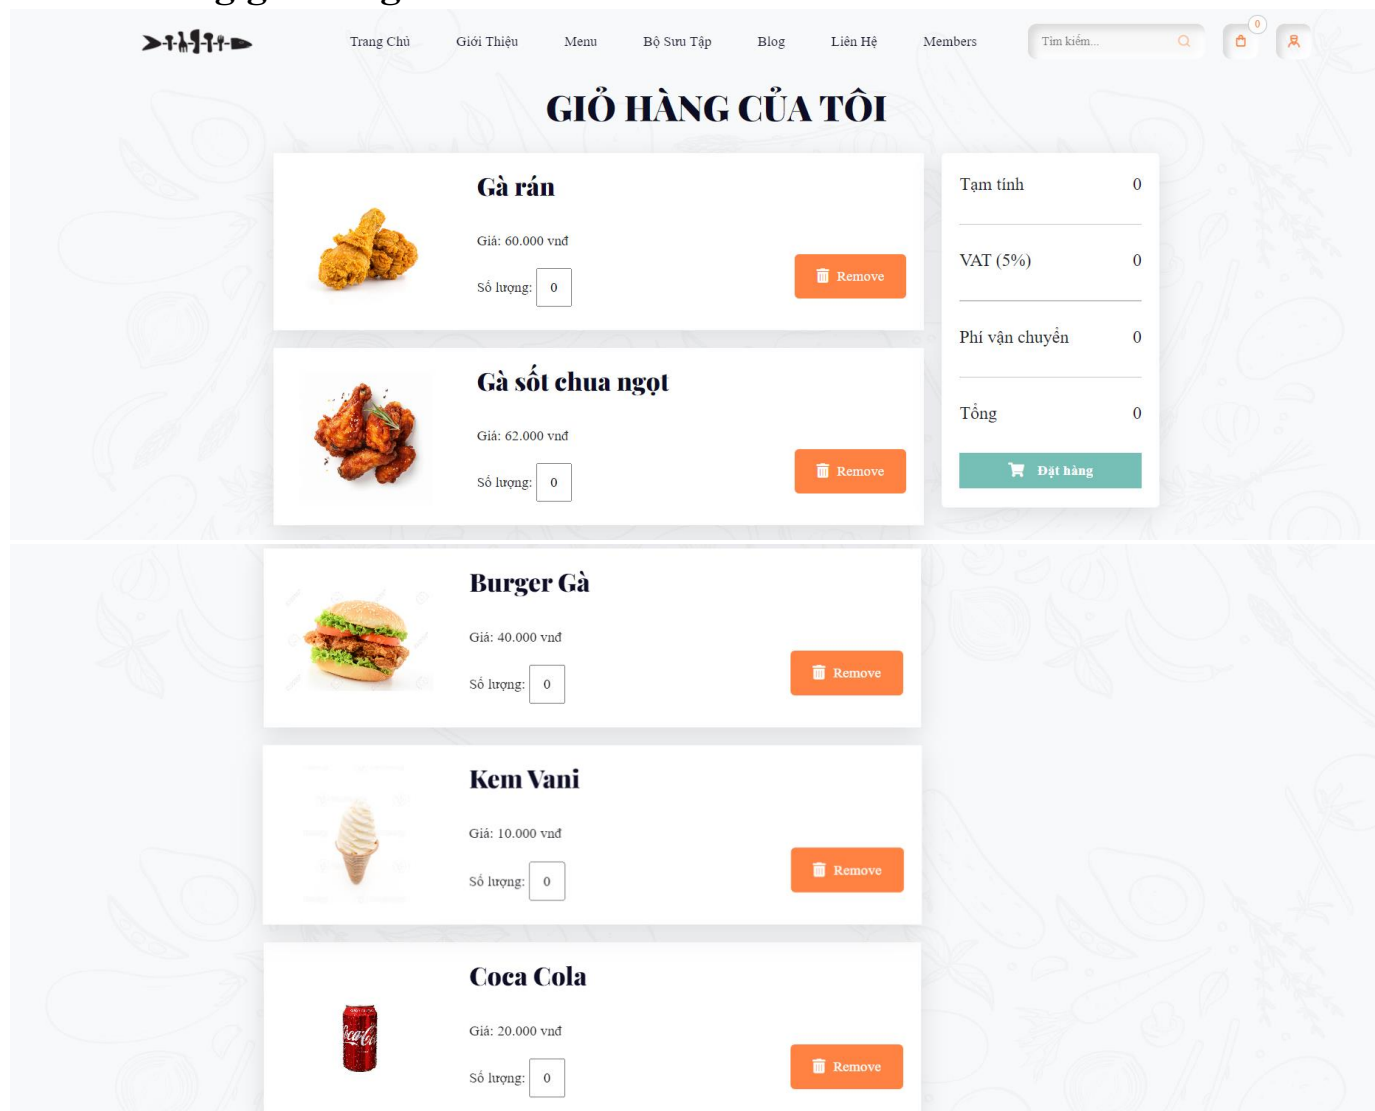 Trang Chủ Giới Thiệu Menu Bộ Sưu Tập Blog Liên Hệ Members Tìm kiếm... 0
GIỎ HÀNG CỦA TÔI
Gà rán
Giá: 60.000 vnđ
Số lượng: 0
Remove
Gà sốt chua ngọt
Giá: 62.000 vnđ
Số lượng: 0
Remove
Tạm tính 0
VAT (5%) 0
Phí vận chuyển 0
Tổng 0
Đặt hàng
Burger Gà
Giá: 40.000 vnđ
Số lượng: 0
Remove
Kem Vani
Giá: 10.000 vnđ
Số lượng: 0
Remove
Coca Cola
Giá: 20.000 vnđ
Số lượng: 0
Remove